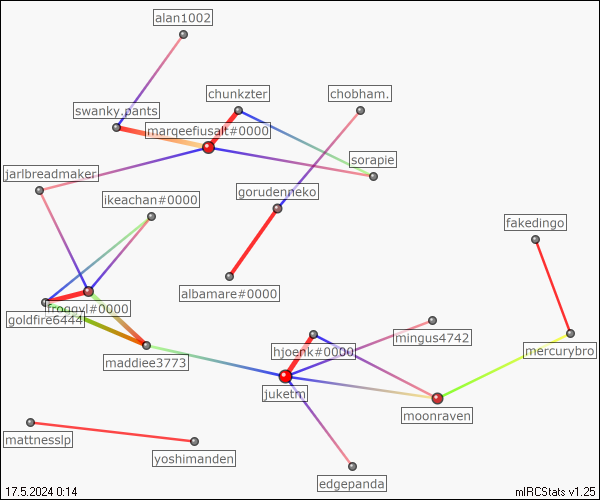 alan1002
chunkzter
chobham.
swanky.pants
marqeefiusalt#0000
sorapie
jarlbreadmaker
gorudenneko
ikeachan#0000
fakedingo
albamare#0000
froggyl#0000
goldfire6444
mingus4742
hjoenk#0000
mercurybro
maddiee3773
juketm
moonraven
mattnesslp
yoshimanden
edgepanda
17.5.2024 0:14
mIRCStats v1.25